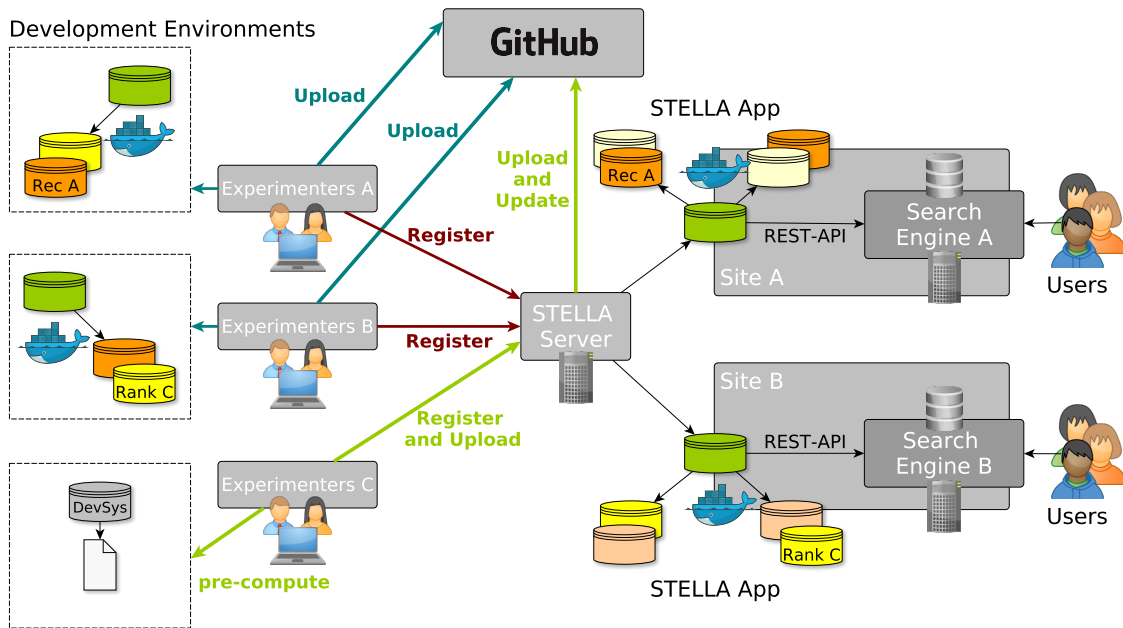 Development Environments
GitHub
Upload
Upload
Upload
and
Update
STELLA App
Rec A
Experimenters A
Rec A
Register
REST-API
Search
Engine A
Site A
Users
Experimenters B
Register
STELLA
Server
Rank C
Site B
Register
and Upload
REST-API
Search
Engine B
Experimenters C
DevSys
Users
Rank C
pre-compute
STELLA App